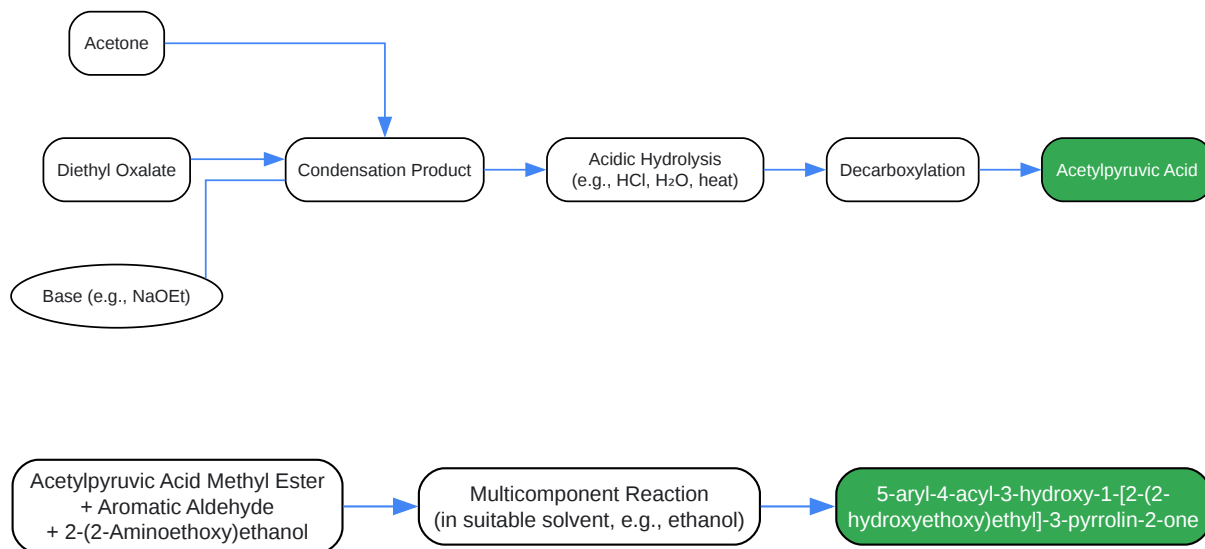 Acetone
Diethyl Oxalate
Condensation Product
Acidic Hydrolysis
(e.g., HCl, H₂O, heat)
Decarboxylation
Acetylpyruvic Acid
Base (e.g., NaOEt)
Acetylpyruvic Acid Methyl Ester
+ Aromatic Aldehyde
+ 2-(2-Aminoethoxy)ethanol
Multicomponent Reaction
(in suitable solvent, e.g., ethanol)
5-aryl-4-acyl-3-hydroxy-1-[2-(2-
hydroxyethoxy)ethyl]-3-pyrrolin-2-one